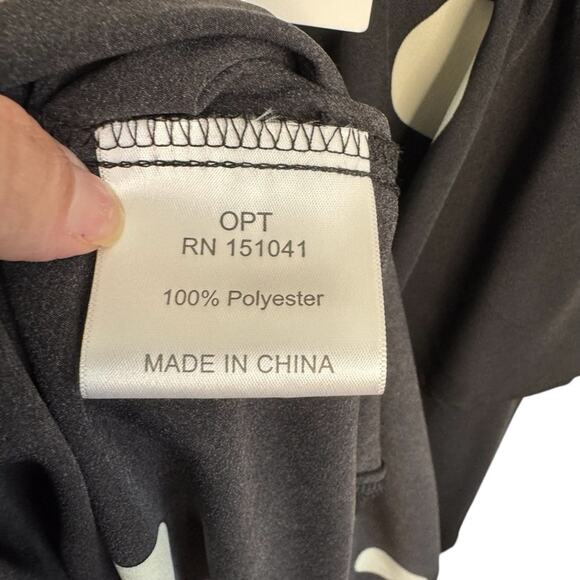 OPT
RN 151041
100% Polyester
MADE IN CHINA